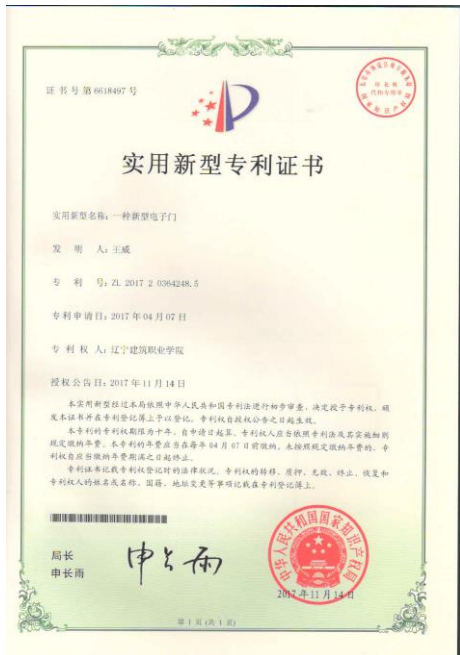 证书号第6618497号
实用新型专利证书
实用新型名称：一种新型电子门
发明人：王威
专利号：ZL 2017 2 0364248.5
专利申请日：2017年04月07日
专利权人：辽宁建筑职业学院
授权公告日：2017年11月14日
本实用新型经过本局依照中华人民共和国专利法进行初步审查，决定授予专利权，颁
发本证书并在专利登记簿上予以登记。专利权自授权公告之日起生效。
本专利的专利权期限为十年，自申请日起算。专利权人应当依照专利法及其实施细则
规定缴纳年费。本专利的年费应当在每年04月07日前缴纳。未按照规定缴纳年费的，专
利权自应当缴纳年费期满之日起终止。
专利证书记载专利权登记时的法律状况。专利权的转移、质押、无效、终止、恢复和
专利权人的姓名或名称、国籍、地址变更等事项记载在专利登记簿上。
局长
申长雨
申长雨
中华人民共和国国家知识产权局
2017年11月14日
第1页(共1页)